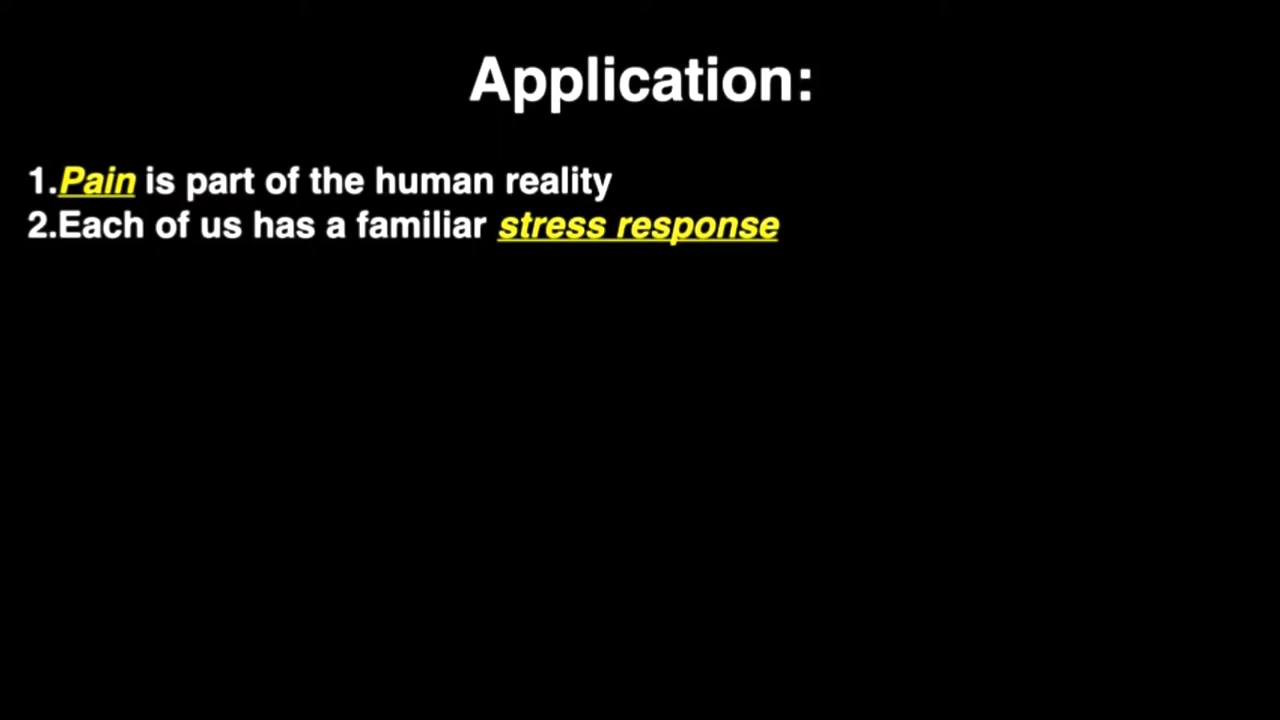 Application:
1.Pain is part of the human reality
2.Each of us has a familiar stress response